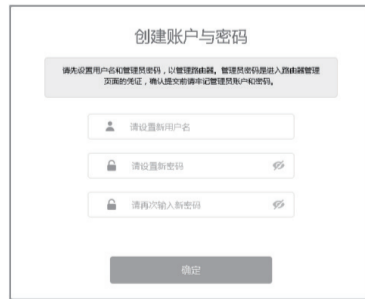 创建账户与密码
请先设置用户名和管理员密码，以管理路由器。管理员密码是进入路由器管理
页面的凭证，确认提交前请牢记管理员账户和密码。
请设置新用户名
请设置新密码
请再次输入新密码
确定